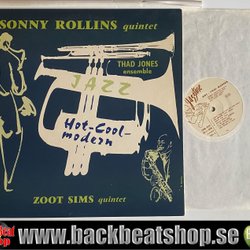 SONNY ROLLINS quintet
THAD JONES
ensemble
JAZZ
Hot-Cool-
modern
ZOOT SIMS quintet
www.backbeatshop.se